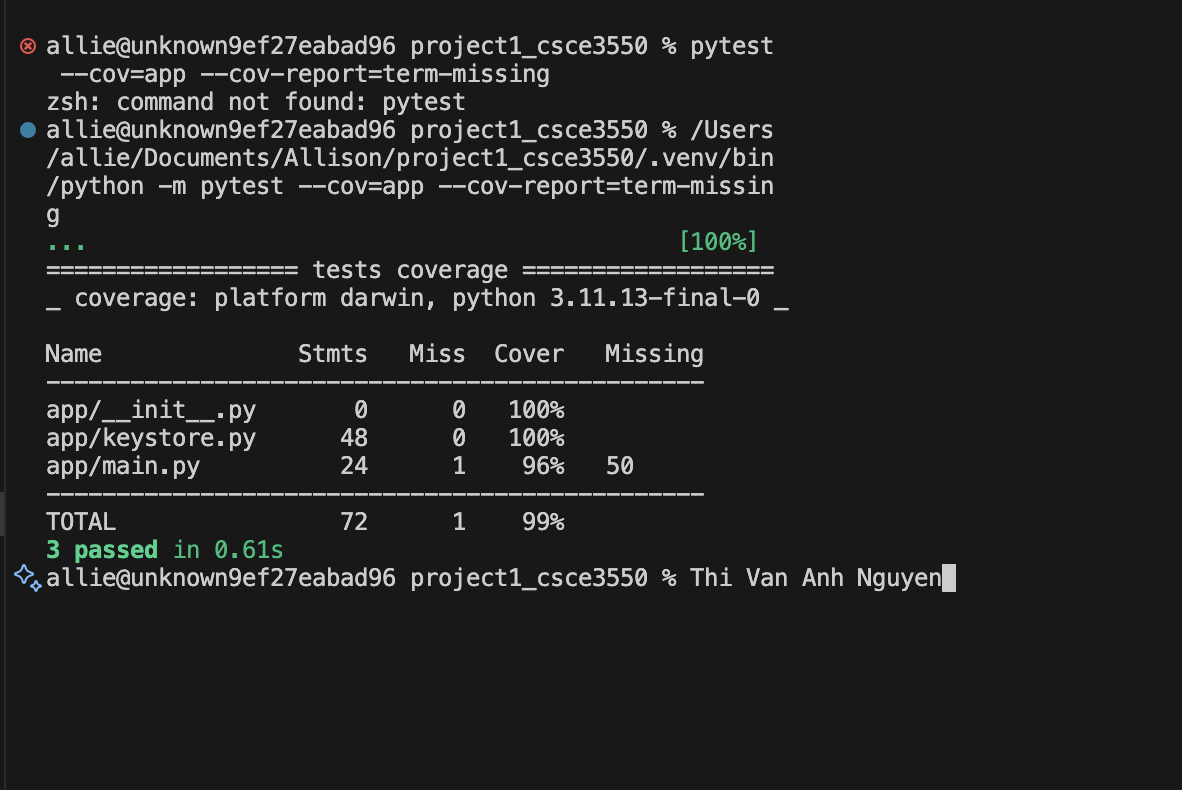 allie@unknown9ef27eabad96 project1_csce3550 % pytest
 --cov=app --cov-report=term-missing
zsh: command not found: pytest
allie@unknown9ef27eabad96 project1_csce3550 % /Users
/allie/Documents/Allison/project1_csce3550/.venv/bin
/python -m pytest --cov=app --cov-report=term-missin
g
... [100%]
================== tests coverage ==================
_ coverage: platform darwin, python 3.11.13-final-0 _
Name Stmts Miss Cover Missing
-----------------------------------------------
app/__init__.py 0 0 100%
app/keystore.py 48 0 100%
app/main.py 24 1 96% 50
-----------------------------------------------
TOTAL 72 1 99%
3 passed in 0.61s
allie@unknown9ef27eabad96 project1_csce3550 % Thi Van Anh Nguyen